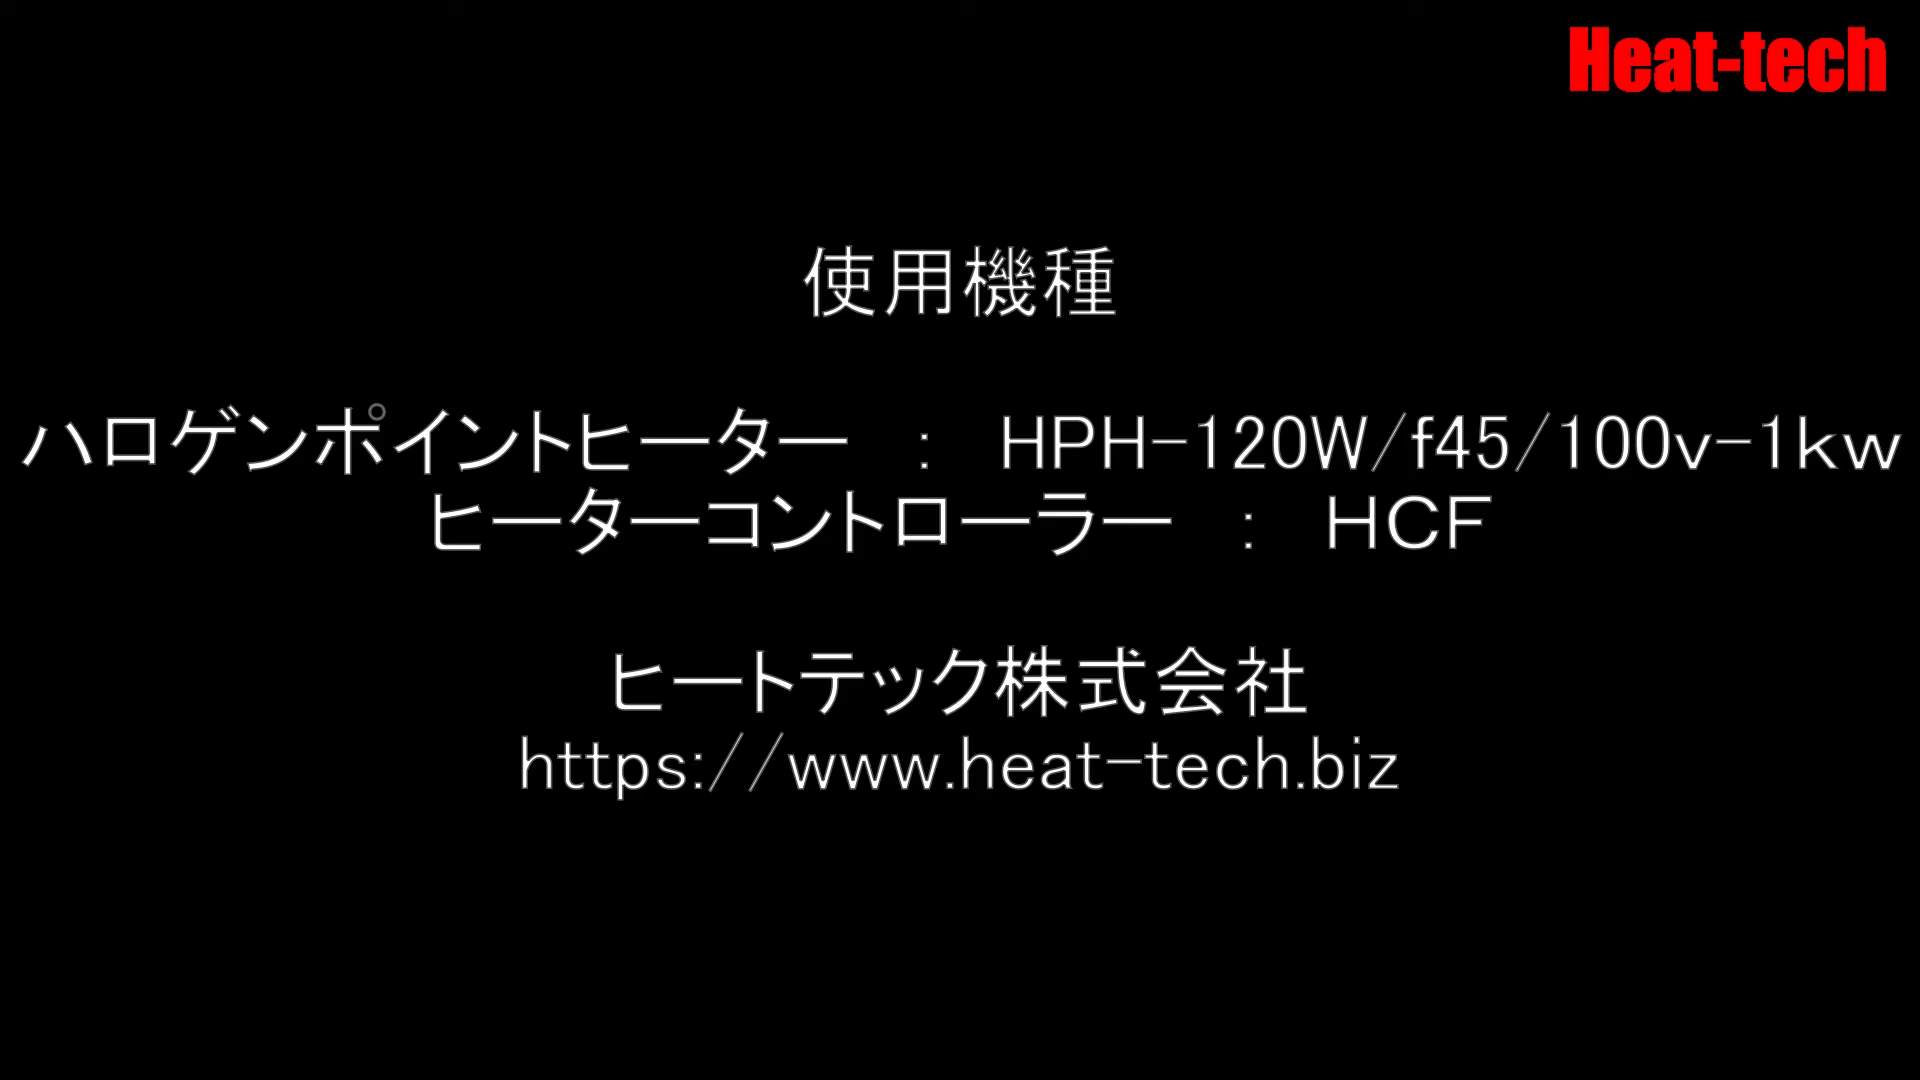 Heat-tech
使用機種
ハロゲンポイントヒーター　：　HPH-120W/f45/100v-1kw
ヒーターコントローラー　：　HCF
ヒートテック株式会社
https://www.heat-tech.biz